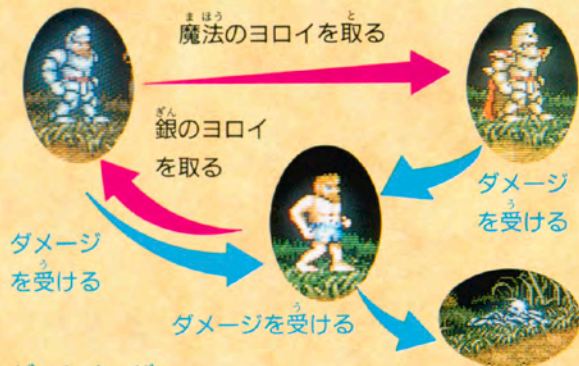 魔法のヨロイを取る
銀のヨロイ
を取る
ダメージ
を受ける
ダメージ
を受ける
ダメージを受ける